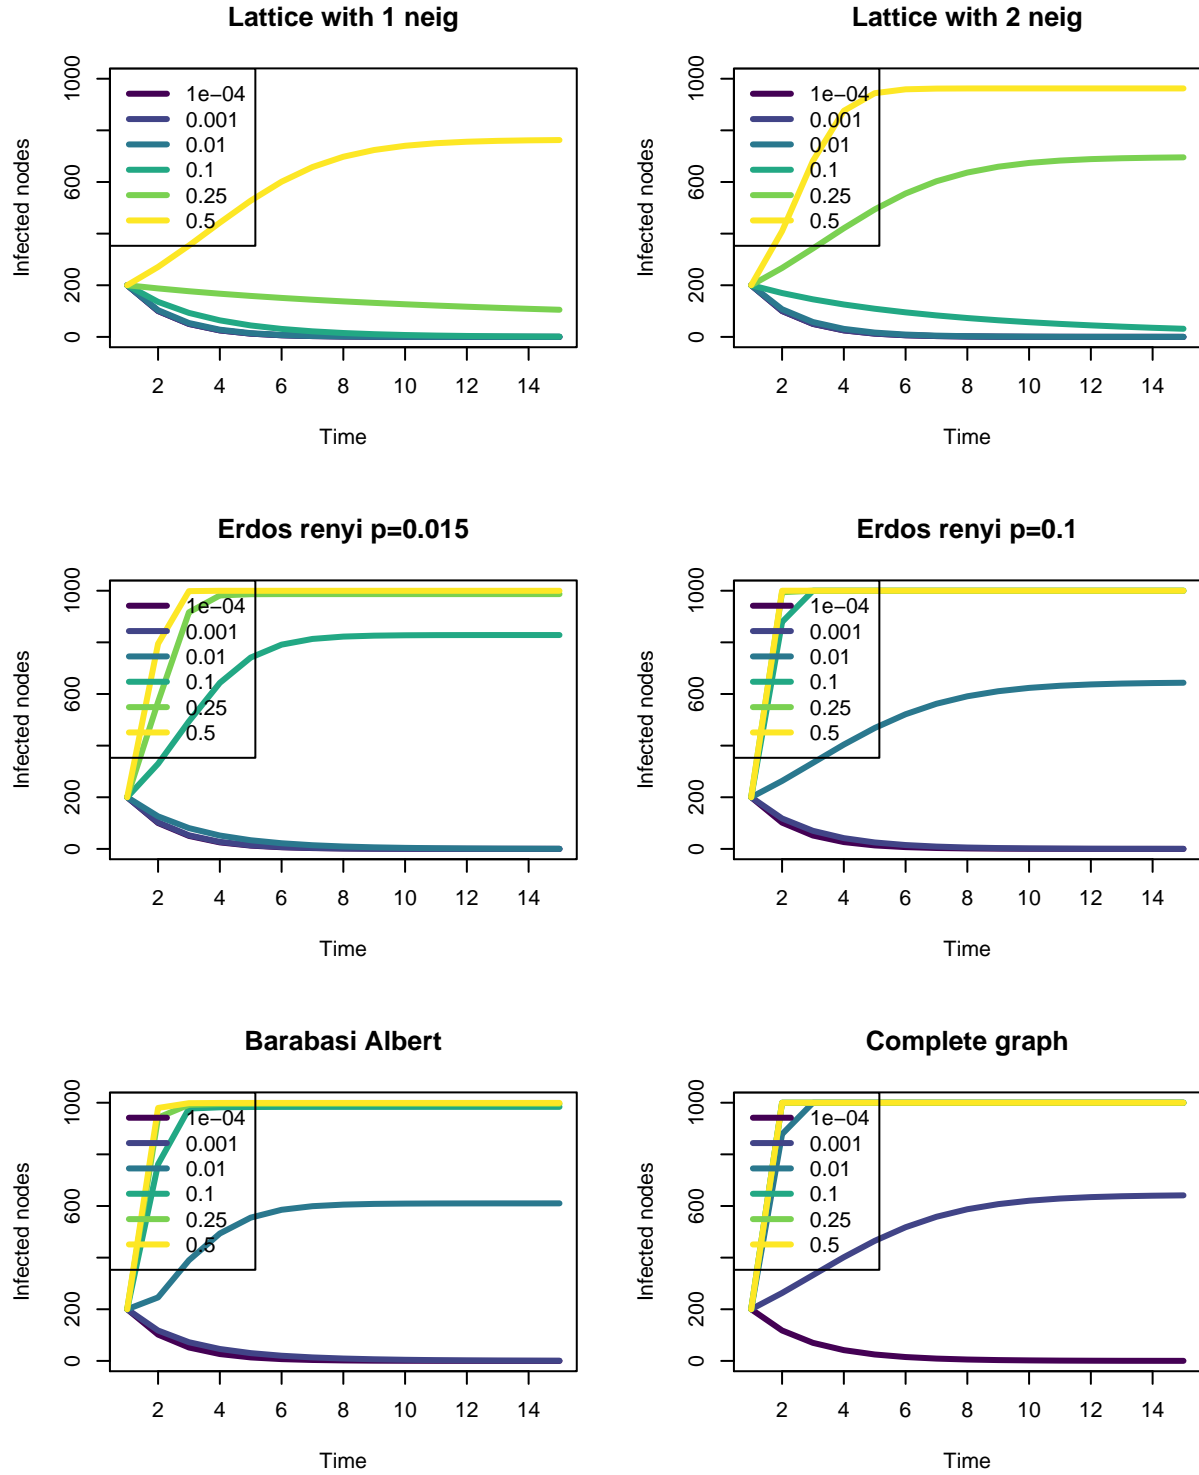 Lattice with 1 neig
Infected nodes
1000
600
200
0
1e−04
0.001
0.01
0.1
0.25
0.5
2 4 6 8 10 12 14
Time
Lattice with 2 neig
Infected nodes
1000
600
200
0
1e−04
0.001
0.01
0.1
0.25
0.5
2 4 6 8 10 12 14
Time
Erdos renyi p=0.015
Infected nodes
1000
600
200
0
1e−04
0.001
0.01
0.1
0.25
0.5
2 4 6 8 10 12 14
Time
Erdos renyi p=0.1
Infected nodes
1000
600
200
0
1e−04
0.001
0.01
0.1
0.25
0.5
2 4 6 8 10 12 14
Time
Barabasi Albert
Infected nodes
1000
600
200
0
1e−04
0.001
0.01
0.1
0.25
0.5
2 4 6 8 10 12 14
Time
Complete graph
Infected nodes
1000
600
200
0
1e−04
0.001
0.01
0.1
0.25
0.5
2 4 6 8 10 12 14
Time